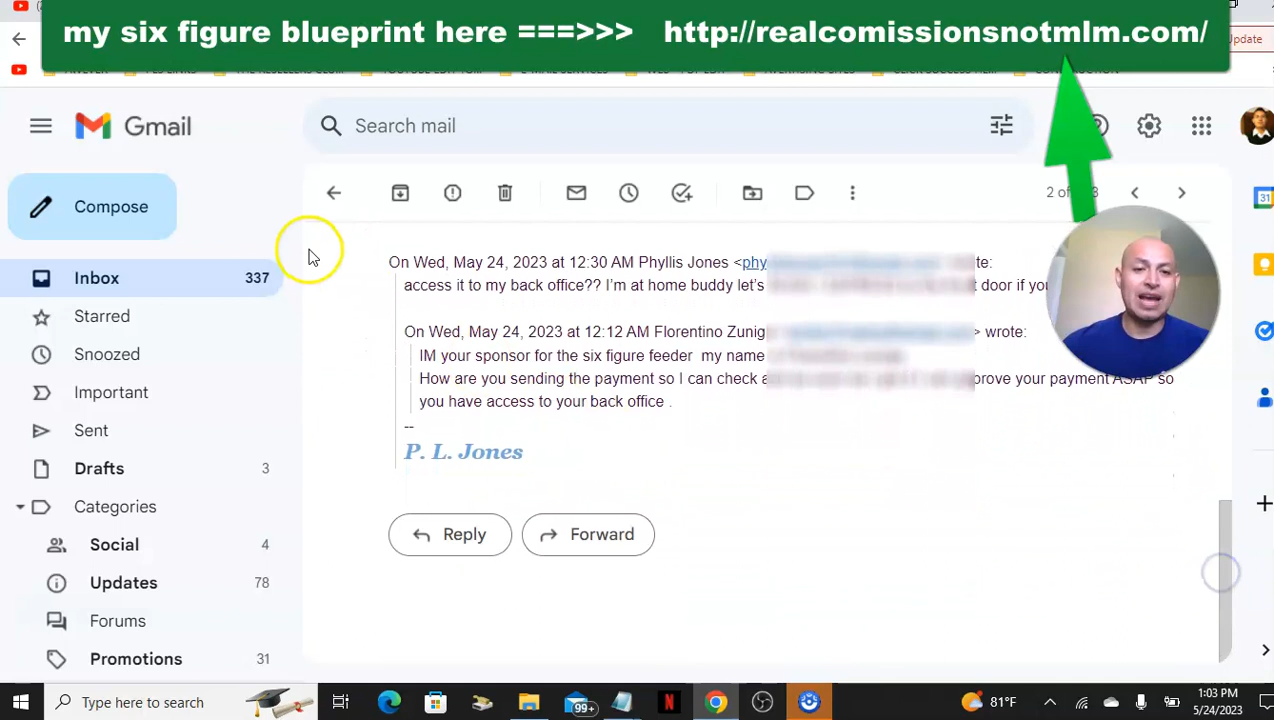 my six figure blueprint here ===>>> http://realcomissionsnotmlm.com/
Update
Gmail
Search mail
Compose
2 of
Inbox 337
Starred
Snoozed
Important
Sent
Drafts 3
Categories
Social 4
Updates 78
Forums
Promotions 31
On Wed, May 24, 2023 at 12:30 AM Phyllis Jones <phy
access it to my back office?? I'm at home buddy let's door if you
On Wed, May 24, 2023 at 12:12 AM Florentino > wrote:
IM your sponsor for the six figure feeder my name
How are you sending the payment so I can check your payment ASAP so
you have access to your back office .
--
P. L. Jones
Reply Forward
31
Type here to search
99+
81°F
1:03 PM
5/24/2023